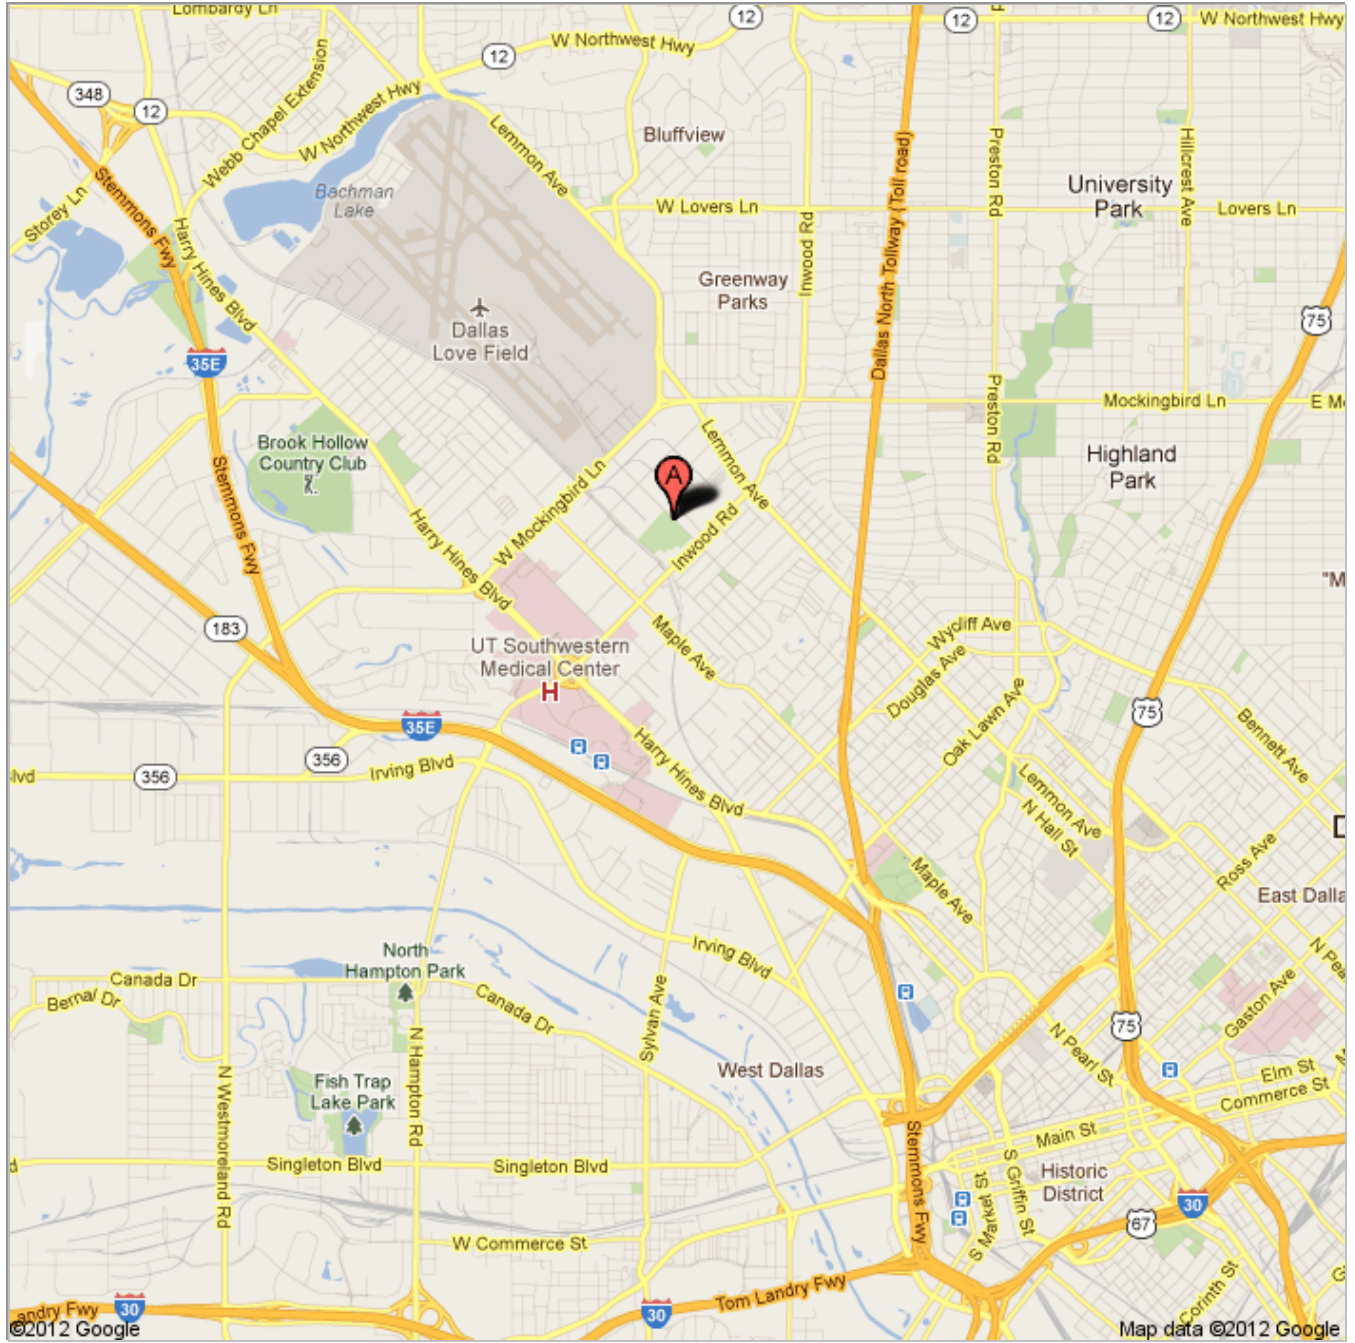 Lombardy Ln
12
12
12
W Northwest Hwy
W Northwest Hwy
12
348
12
Webb Chapel Extension
W Northwest Hwy
Lemmon Ave
Bluffview
Dallas North Tollway (Toll road)
Preston Rd
Hillcrest Ave
University
Park
Storey Ln
Stemmons Fwy
Harry Hines Blvd
Bachman
Lake
W Lovers Ln
Inwood Rd
Lovers Ln
Greenway
Parks
Dallas
Love Field
75
35E
Preston Rd
Mockingbird Ln
Brook Hollow
Country Club
Lemmon Ave
Highland
Park
Stemmons Fwy
Harry Hines Blvd
W Mockingbird Ln
A
Inwood Rd
"M
183
UT Southwestern
Medical Center
H
Maple Ave
Wycliff Ave
Douglas Ave
Oak Lawn Ave
75
Bennett Ave
35E
356
356
Irving Blvd
Harry Hines Blvd
Lemmon Ave
N Hall St
Ross Ave
Maple Ave
Irving Blvd
North
Hampton Park
Canada Dr
Bernal Dr
Canada Dr
Sylvan Ave
N Hampton Rd
N Westmoreland Rd
West Dallas
75
N Pearl St
Gaston Ave
Elm St
Commerce St
Fish Trap
Lake Park
Main St
Singleton Blvd
Singleton Blvd
Stemmons Fwy
S Griffin St
S Market St
Historic
District
30
67
W Commerce St
Tom Landry Fwy
30
30
Corinth St
©2012 Google
Map data ©2012 Google